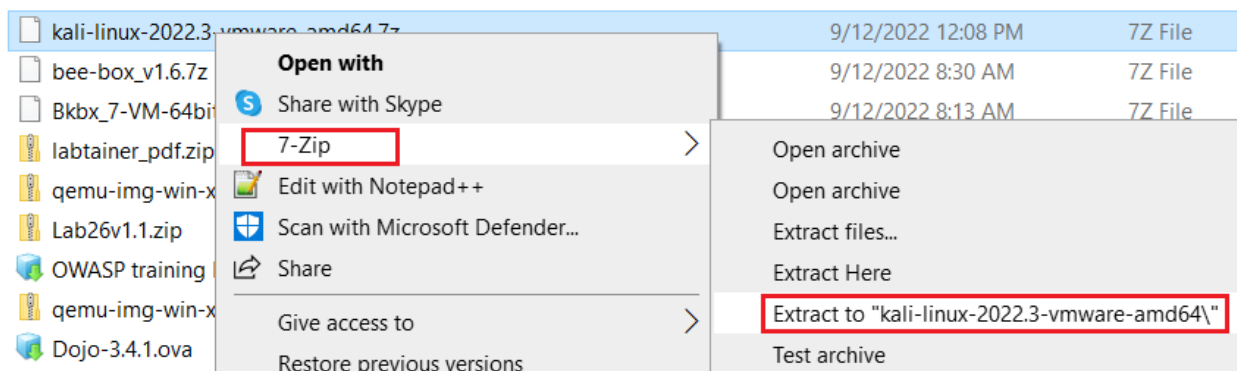 kali-linux-2022.3-vmware-amd64.7z 9/12/2022 12:08 PM 7Z File
bee-box_v1.6.7z 9/12/2022 8:30 AM 7Z File
Bkbx_7-VM-64bit 9/12/2022 8:13 AM 7Z File
labtainer_pdf.zip
qemu-img-win-x
Lab26v1.1.zip
OWASP training
qemu-img-win-x
Dojo-3.4.1.ova
Open with
Share with Skype
7-Zip
Edit with Notepad++
Scan with Microsoft Defender...
Share
Give access to
Restore previous versions
Open archive
Open archive
Extract files...
Extract Here
Extract to "kali-linux-2022.3-vmware-amd64\"
Test archive